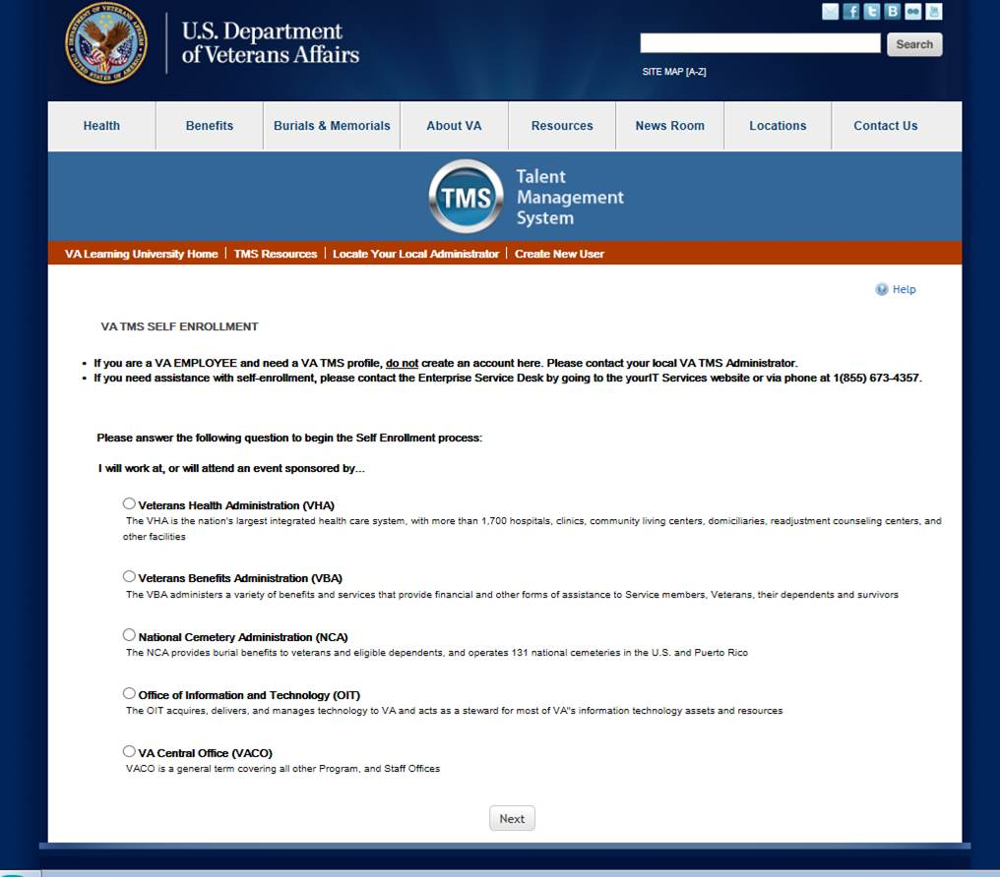 U.S. Department
of Veterans Affairs
Search
SITE MAP [A-Z]
Health Benefits Burials & Memorials About VA Resources News Room Locations Contact Us
TMS
Talent
Management
System
VA Learning University Home | TMS Resources | Locate Your Local Administrator | Create New User
Help
VA TMS SELF ENROLLMENT
• If you are a VA EMPLOYEE and need a VA TMS profile, do not create an account here. Please contact your local VA TMS Administrator.
• If you need assistance with self-enrollment, please contact the Enterprise Service Desk by going to the yourIT Services website or via phone at 1(855) 673-4357.
Please answer the following question to begin the Self Enrollment process:
I will work at, or will attend an event sponsored by...
Veterans Health Administration (VHA)
The VHA is the nation's largest integrated health care system, with more than 1,700 hospitals, clinics, community living centers, domiciliaries, readjustment counseling centers, and
other facilities
Veterans Benefits Administration (VBA)
The VBA administers a variety of benefits and services that provide financial and other forms of assistance to Service members, Veterans, their dependents and survivors
National Cemetery Administration (NCA)
The NCA provides burial benefits to veterans and eligible dependents, and operates 131 national cemeteries in the U.S. and Puerto Rico
Office of Information and Technology (OIT)
The OIT acquires, delivers, and manages technology to VA and acts as a steward for most of VA"s information technology assets and resources
VA Central Office (VACO)
VACO is a general term covering all other Program, and Staff Offices
Next